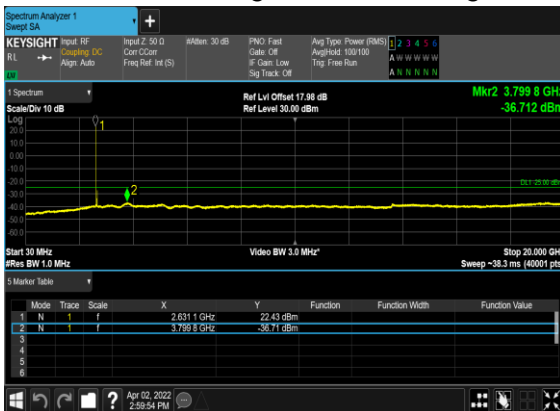 Spectrum Analyzer 1
Swept SA
KEYSIGHT
RL
LV
Input: RF
Coupling: DC
Align: Auto
Input Z: 50 Ω
Corr CCorr
Freq Ref: Int (S)
#Atten: 30 dB
PNO: Fast
Gate: Off
IF Gain: Low
Sig Track: Off
Avg Type: Power (RMS)
Avg|Hold: 100/100
Trig: Free Run
1 2 3 4 5 6
A W W W W W
A N N N N N
1 Spectrum
Scale/Div 10 dB
Log
Ref Lvl Offset 17.98 dB
Ref Level 30.00 dBm
Mkr2 3.799 8 GHz
-36.712 dBm
20.0
10.0
0.00
-10.0
-20.0
-30.0
-40.0
-50.0
-60.0
1
2
DL1 -25.00 dBm
Start 30 MHz
#Res BW 1.0 MHz
Video BW 3.0 MHz*
Stop 20.000 GH
Sweep ~38.3 ms (40001 pts
5 Marker Table
Mode Trace Scale X Y Function Function Width Function Value
1 N 1 f 2.631 1 GHz 22.43 dBm
2 N 1 f 3.799 8 GHz -36.71 dBm
3
4
5
6
?
Apr 02, 2022
2:59:54 PM